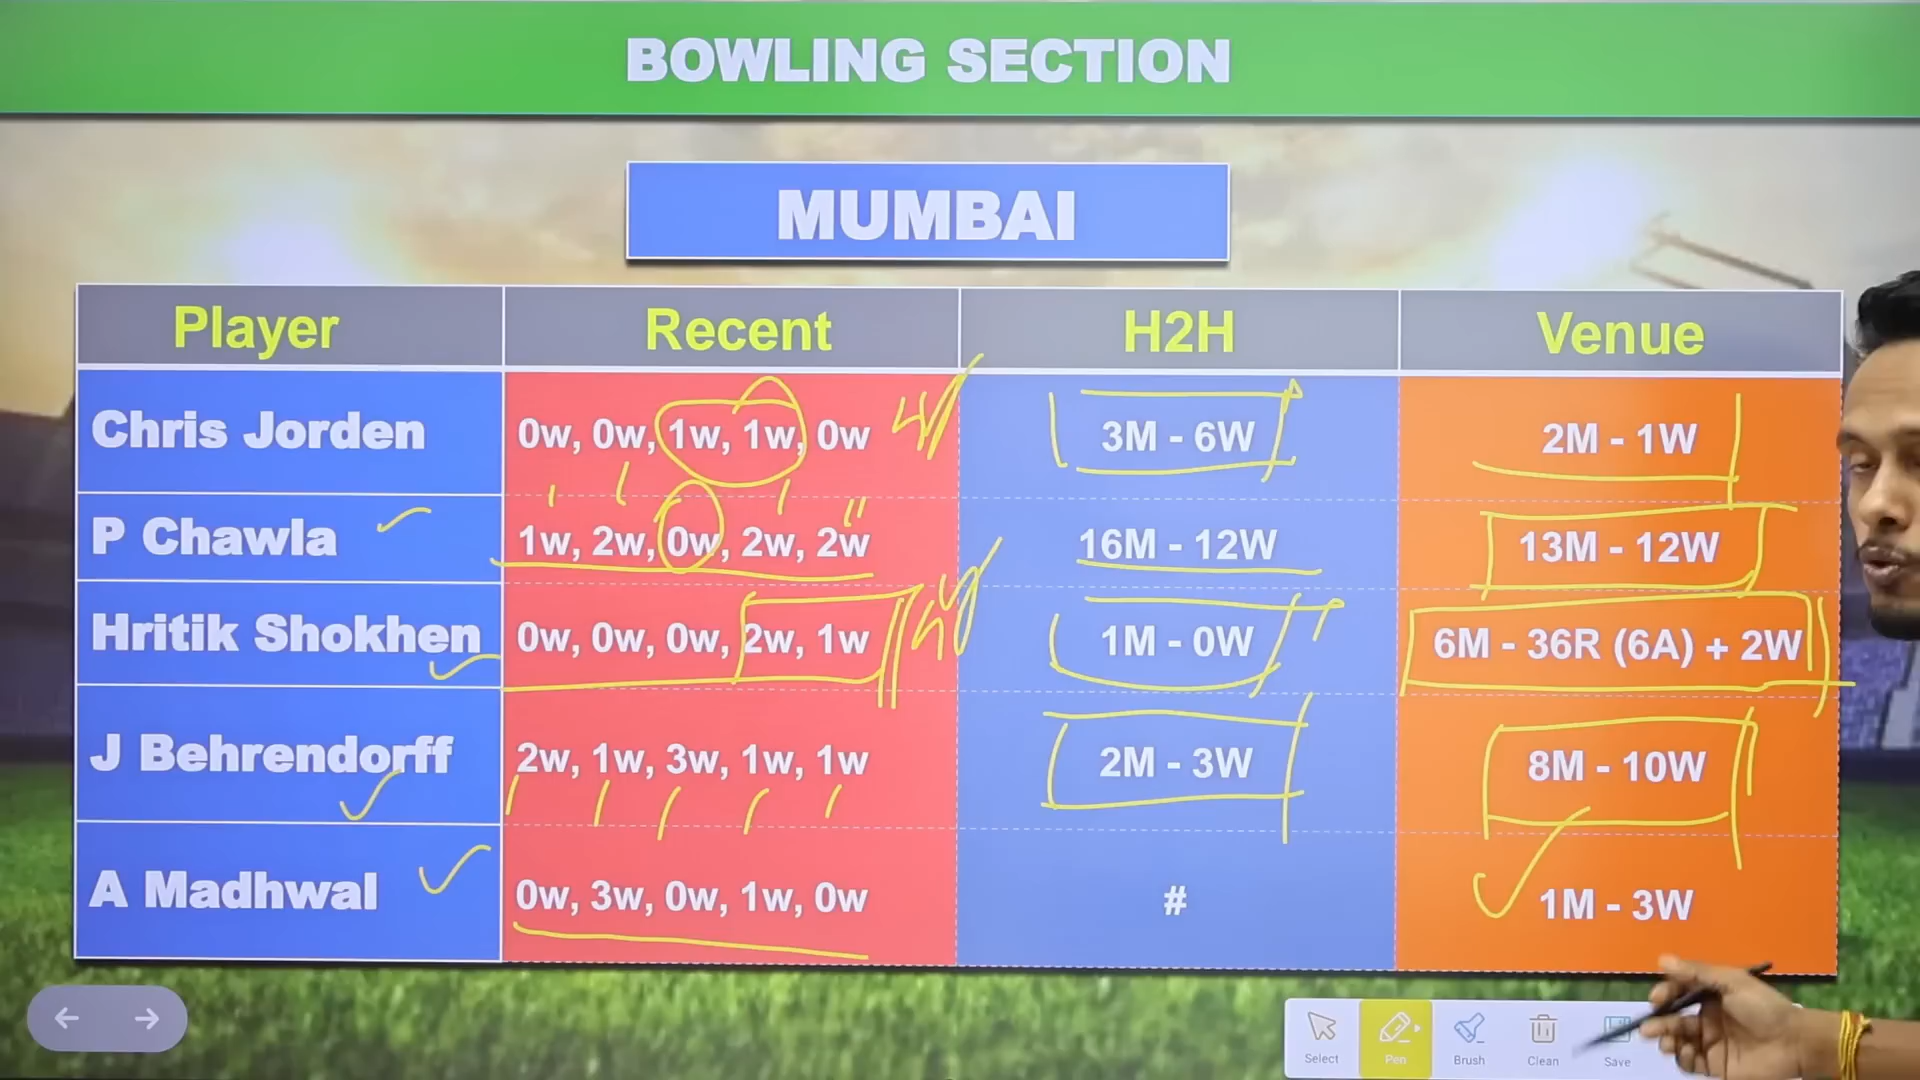 BOWLING SECTION
MUMBAI
Player Recent H2H Venue
Chris Jorden 0w, 0w, 1w, 1w, 0w 3M - 6W 2M - 1W
P Chawla 1w, 2w, 0w, 2w, 2w 16M - 12W 13M - 12W
Hritik Shokhen 0w, 0w, 0w, 2w, 1w 1M - 0W 6M - 36R (6A) + 2W
J Behrendorff 2w, 1w, 3w, 1w, 1w 2M - 3W 8M - 10W
A Madhwal 0w, 3w, 0w, 1w, 0w # 1M - 3W
Select Pen Brush Clean Save